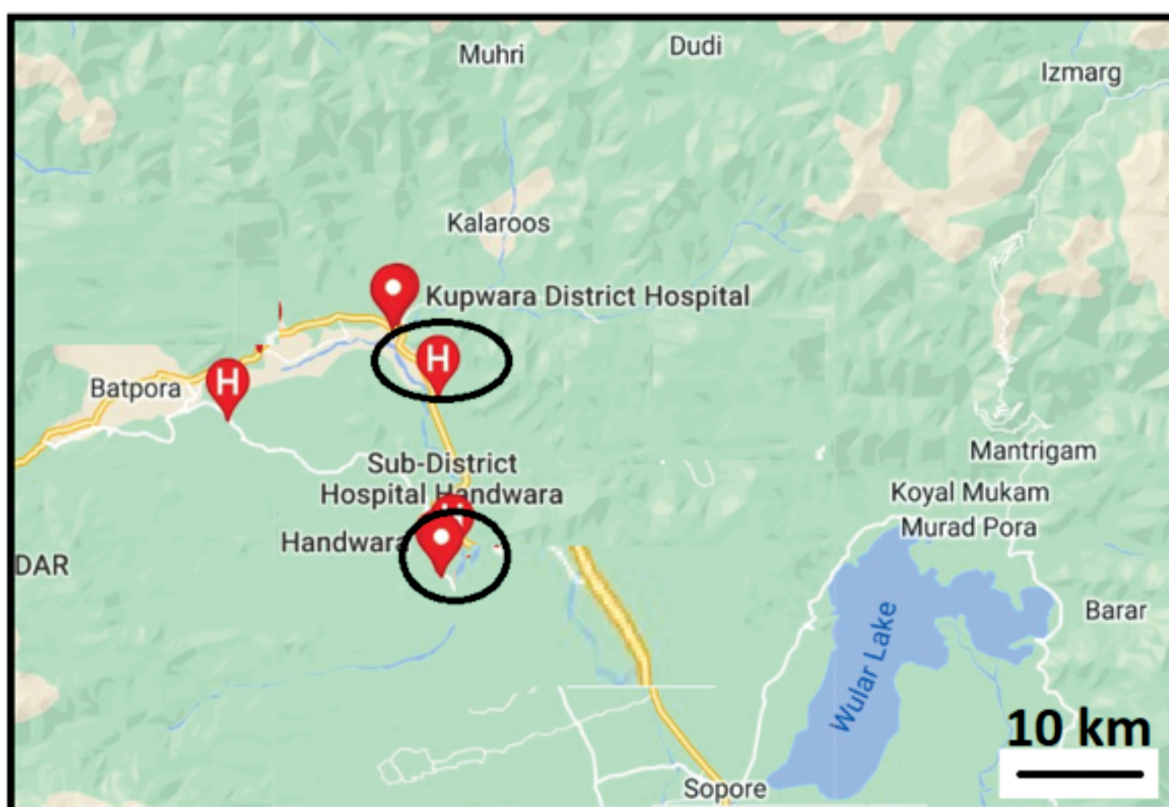 Muhri
Dudi
Izmarg
Kalaroos
Kupwara District Hospital
H
H
Batpora
Sub-District
Hospital Handwara
Mantrigam
Koyal Mukam
Murad Pora
Handwara
DAR
Barar
Wular Lake
10 km
Sopore